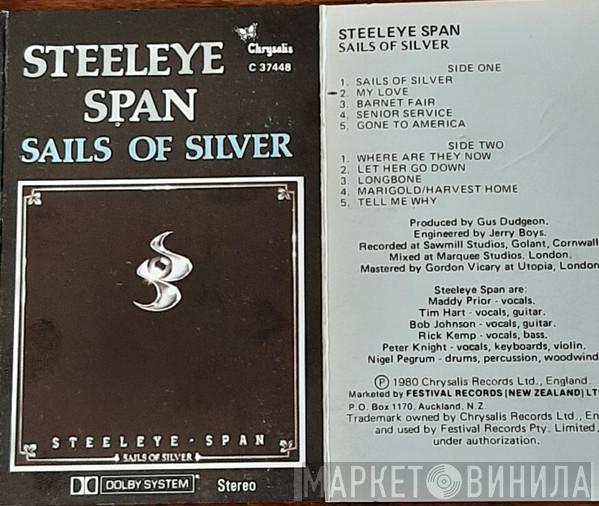 STEELEYE
SPAN
SAILS OF SILVER
Chrysalis
C 37448
STEELEYE - SPAN
SAILS OF SILVER
DOLBY SYSTEM
Stereo
STEELEYE SPAN
SAILS OF SILVER
SIDE ONE
1. SAILS OF SILVER
2. MY LOVE
3. BARNET FAIR
4. SENIOR SERVICE
5. GONE TO AMERICA
SIDE TWO
1. WHERE ARE THEY NOW
2. LET HER GO DOWN
3. LONGBONE
4. MARIGOLD/HARVEST HOME
5. TELL ME WHY
Produced by Gus Dudgeon.
Engineered by Jerry Boys.
Recorded at Sawmill Studios, Golant, Cornwall
Mixed at Marquee Studios, London.
Mastered by Gordon Vicary at Utopia, London
Steeleye Span are:
Maddy Prior - vocals.
Tim Hart - vocals, guitar.
Bob Johnson - vocals, guitar.
Rick Kemp - vocals, bass.
Peter Knight - vocals, keyboards, violin.
Nigel Pegrum - drums, percussion, woodwind
Ⓟ 1980 Chrysalis Records Ltd., England.
Marketed by FESTIVAL RECORDS [NEW ZEALAND] LT
P.O. Box 1170, Auckland, N.Z.
Trademark owned by Chrysalis Records Ltd., En
and used by Festival Records Pty. Limited,
under authorization.
МАРКЕТ ВИНИЛА